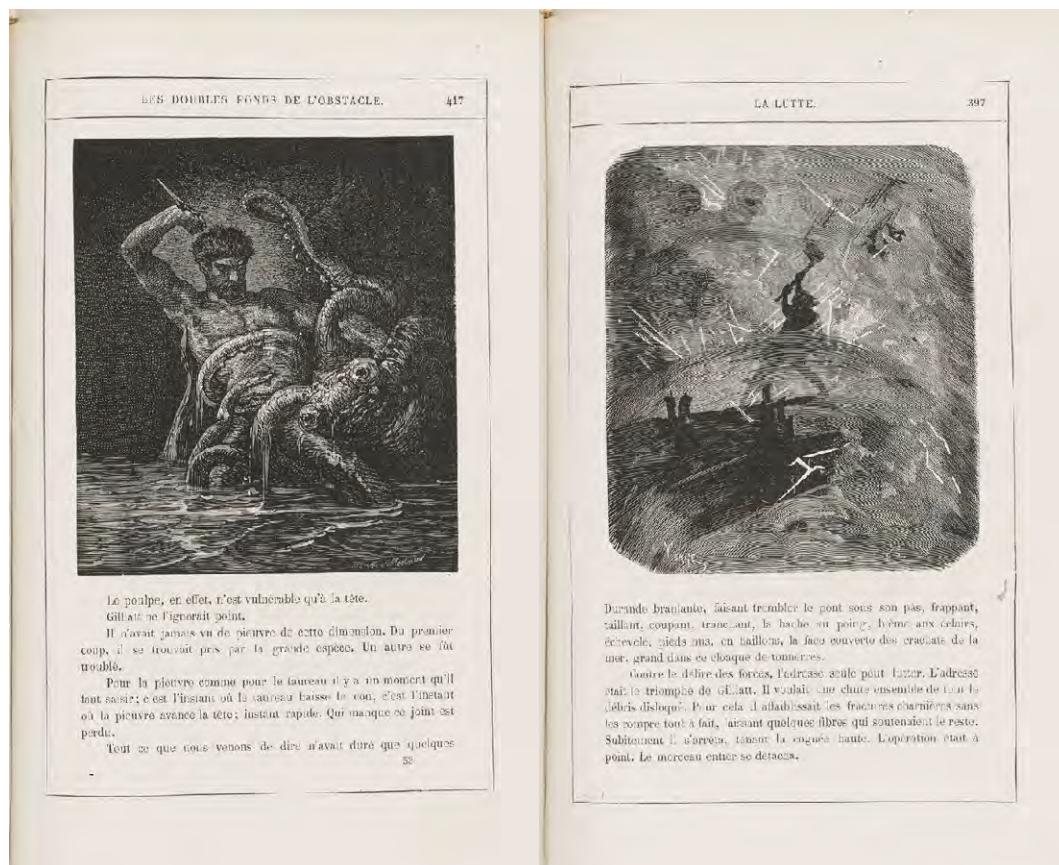 LES DOUBLES FONDS DE L'OBSTACLE. 417
Le poulpe, en effet, n'est vulnérable qu'à la tête.
Gilliatt ne l'ignorait point.
Il n'avait jamais vu de pieuvre de cette dimension. Du premier
coup, il se trouvait pris par la grande espèce. Un autre se fût
troublé.
Pour la pieuvre comme pour le taureau il y a un moment qu'il
faut saisir; c'est l'instant où le taureau baisse le cou, c'est l'instant
où la pieuvre avance la tête; instant rapide. Qui manque ce joint est
perdu.
Tout ce que nous venons de dire n'avait duré que quelques
53
LA LUTTE. 397
Durande branlante, faisant trembler le pont sous son pas, frappant,
taillant, coupant, tranchant, la hache au poing, blême aux éclairs,
échevelé, pieds nus, en haillons, la face couverte des crachats de la
mer, grand dans ce cloaque de tonnerres.
Contre le délire des forces, l'adresse seule peut lutter. L'adresse
était le triomphe de Gilliatt. Il voulait une chute ensemble de tout le
débris disloqué. Pour cela il affaiblissait les fractures charnières sans
les rompre tout à fait, laissant quelques fibres qui soutenaient le reste.
Subitement il s'arrêta, tenant la cognée haute. L'opération était à
point. Le morceau entier se détacha.